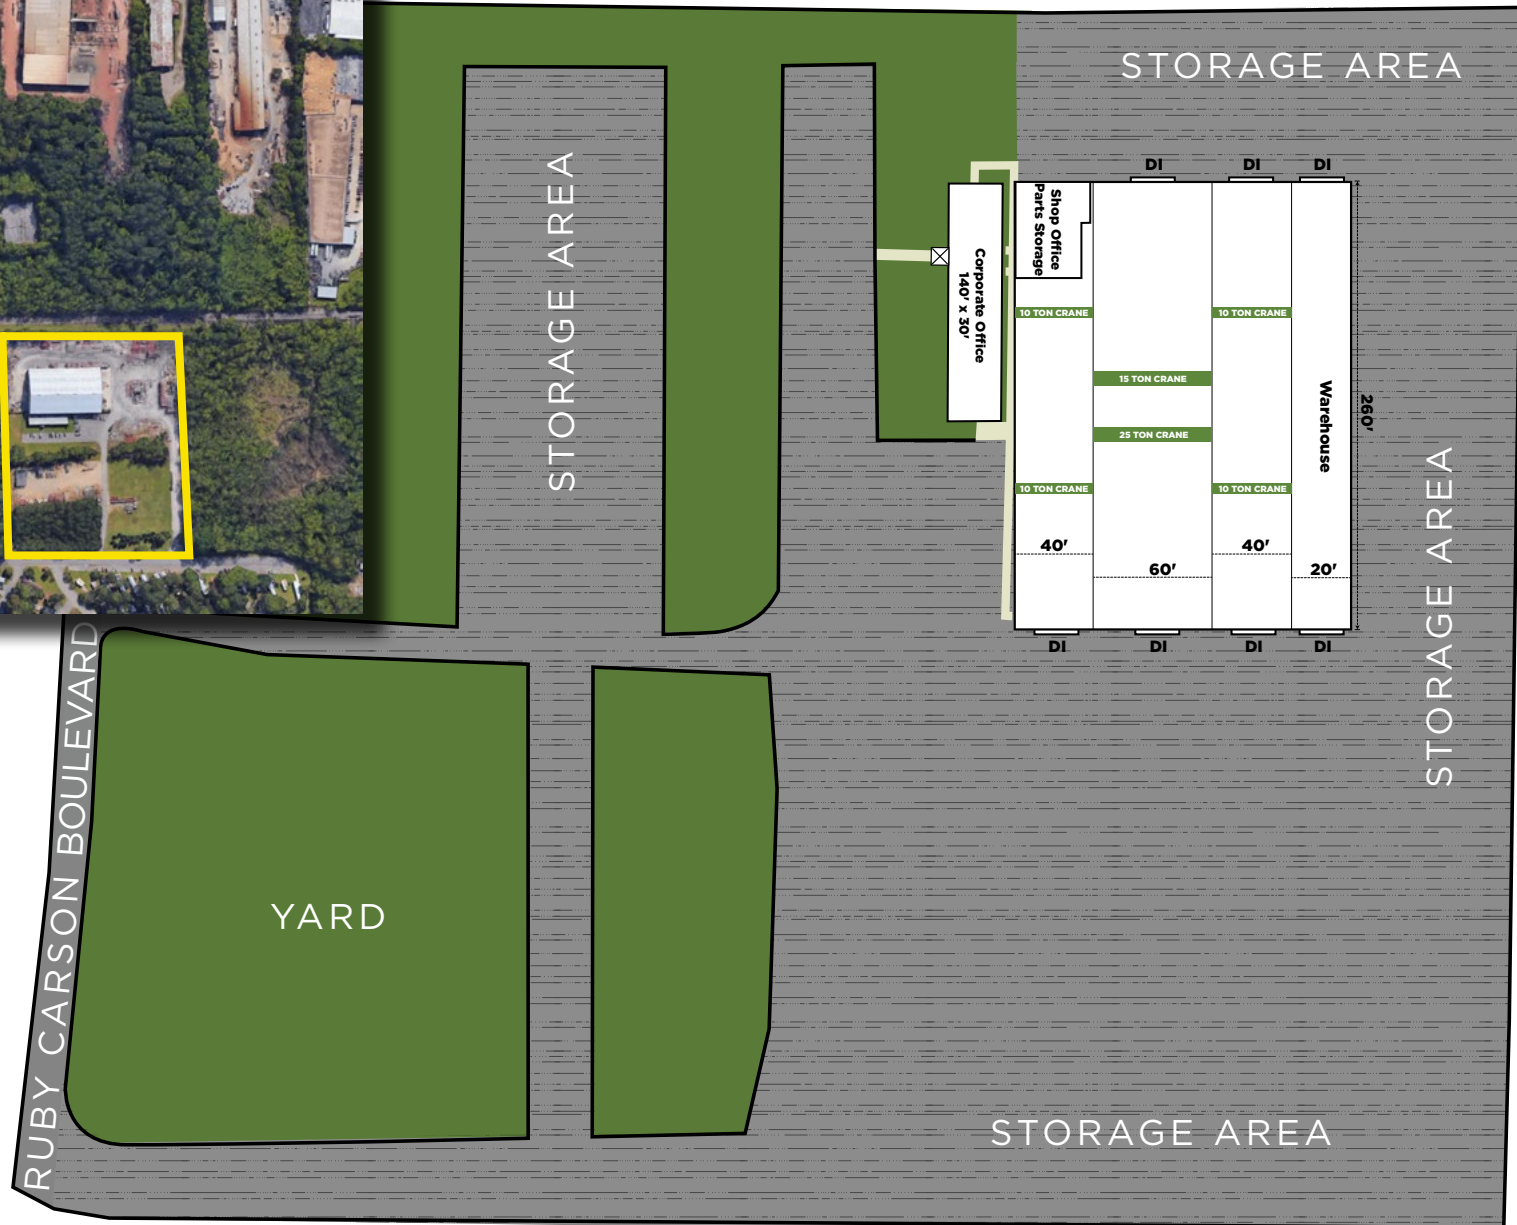 STORAGE AREA
DI
DI
DI
STORAGE AREA
Shop Office
Parts Storage
Corporate Office
140' x 30'
10 TON CRANE
10 TON CRANE
15 TON CRANE
Warehouse
260'
25 TON CRANE
10 TON CRANE
10 TON CRANE
STORAGE AREA
40'
40'
60'
20'
DI
DI
DI
DI
RUBY CARSON BOULEVARD
YARD
STORAGE AREA